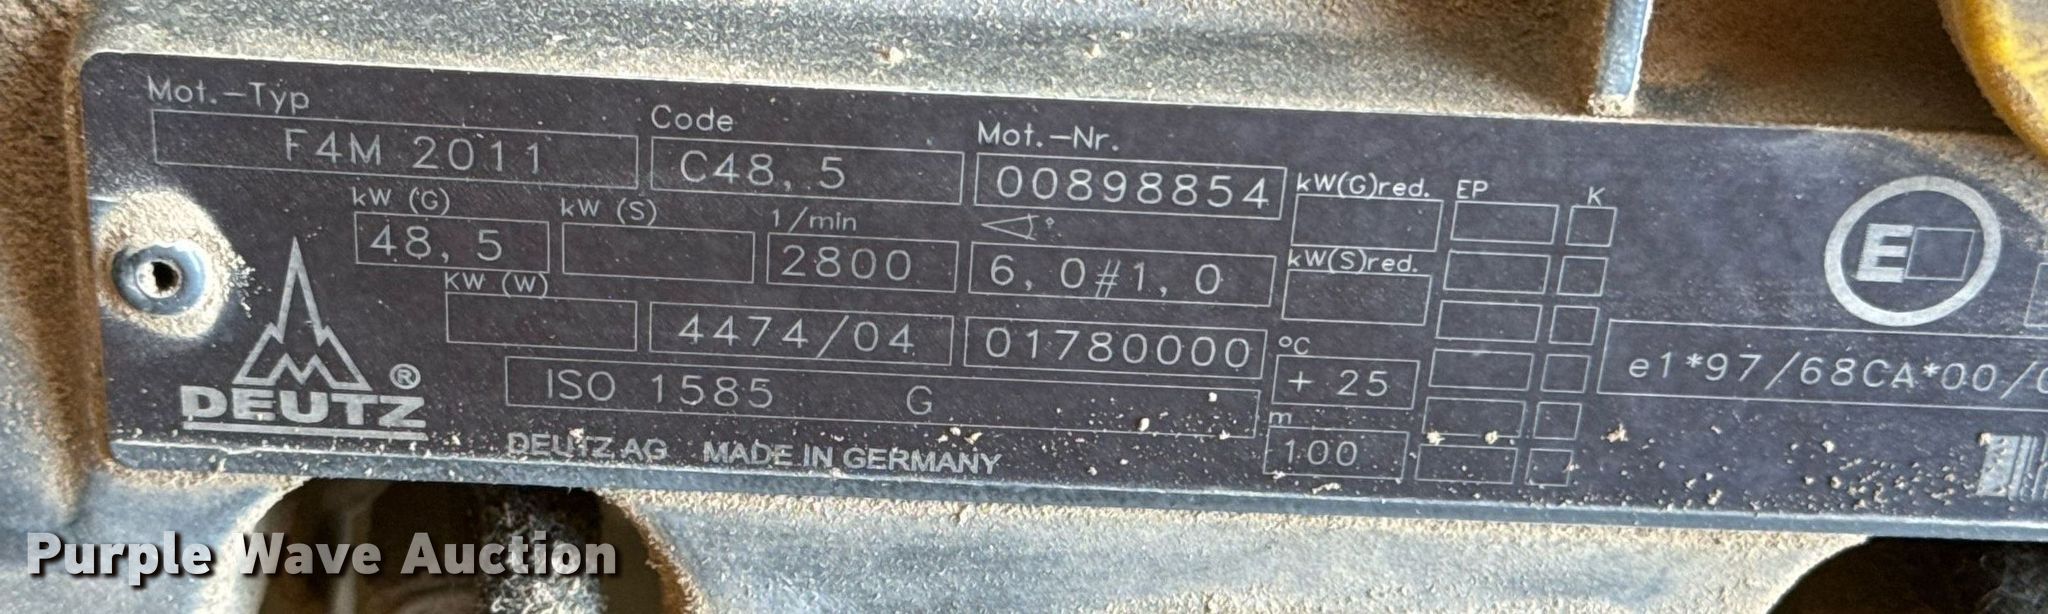 Mot.-Typ Code Mot.-Nr.
F4M 2011 C48,5 00898854
kW (G) kW (S) 1/min ° kW(G)red. EP K
48,5 2800 6,0#1,0
kW (W) kW(S)red.
4474/04 01780000 °C
+ 25
ISO 1585 G
m
100
E
e1*97/68CA*00/0
DEUTZ®
DEUTZ AG MADE IN GERMANY
Purple Wave Auction